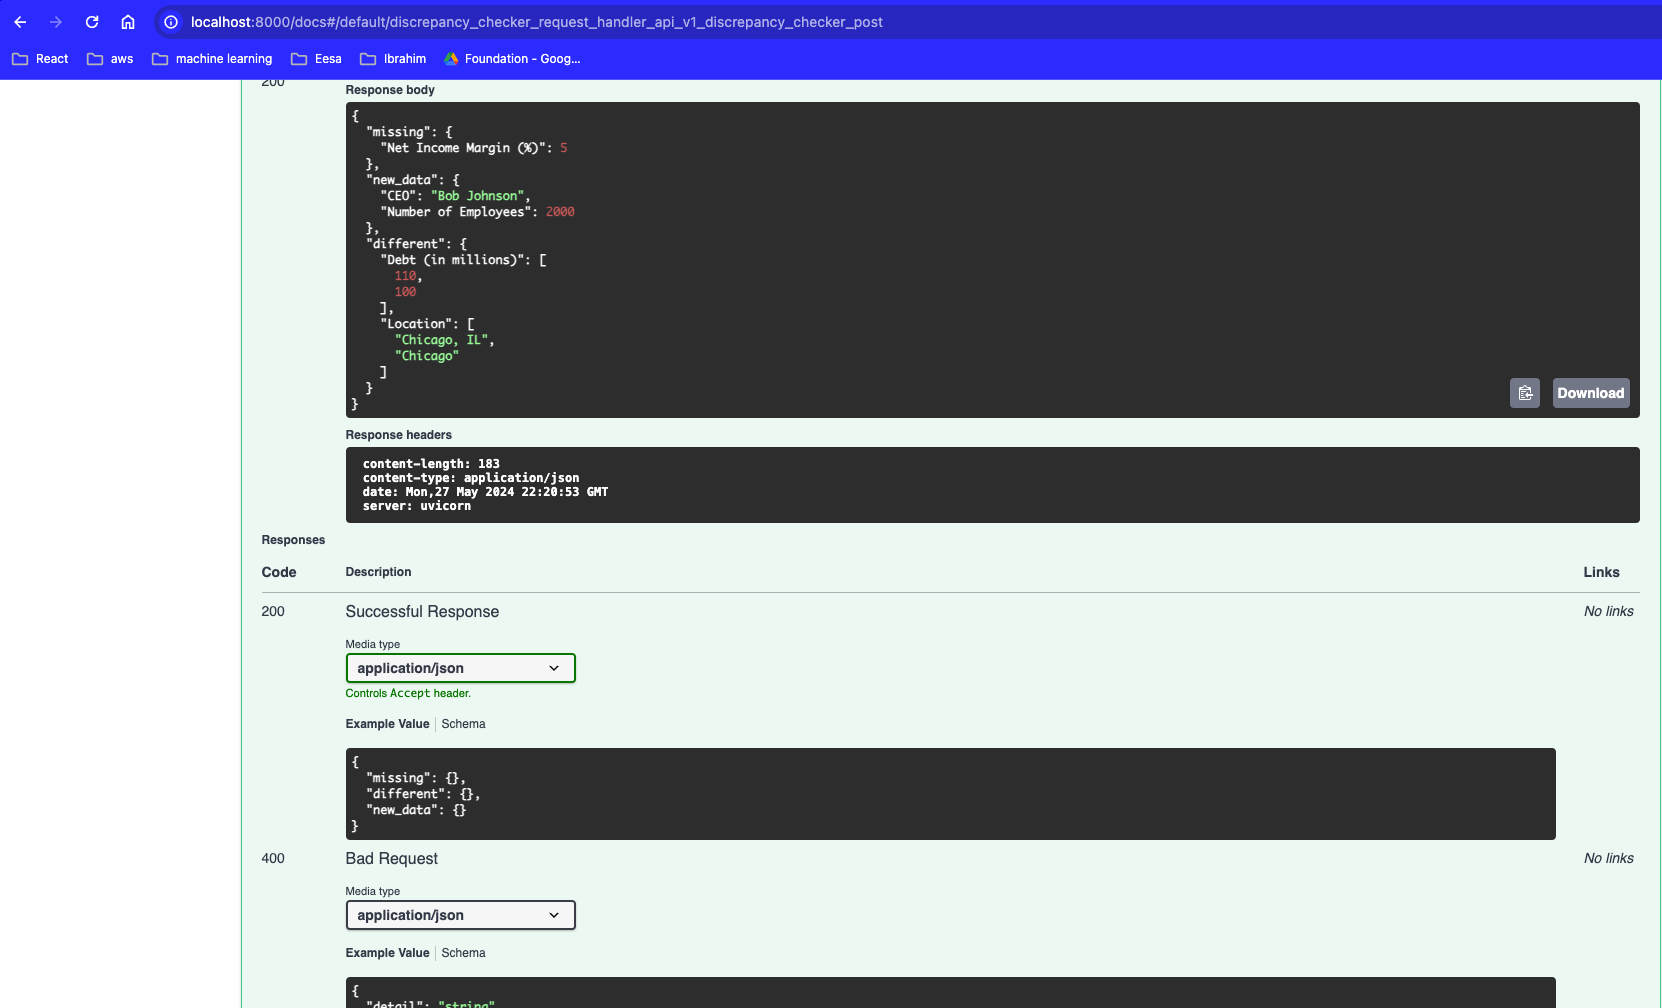 localhost:8000/docs#/default/discrepancy_checker_request_handler_api_v1_discrepancy_checker_post
React aws machine learning Eesa Ibrahim Foundation - Goog...
200
Response body
{
  "missing": {
    "Net Income Margin (%)": 5
  },
  "new_data": {
    "CEO": "Bob Johnson",
    "Number of Employees": 2000
  },
  "different": {
    "Debt (in millions)": [
      110,
      100
    ],
    "Location": [
      "Chicago, IL",
      "Chicago"
    ]
  }
}
Download
Response headers
content-length: 183
content-type: application/json
date: Mon,27 May 2024 22:20:53 GMT
server: uvicorn
Responses
Code Description Links
200 Successful Response No links
Media type
application/json
Controls Accept header.
Example Value Schema
{
  "missing": {},
  "different": {},
  "new_data": {}
}
400 Bad Request No links
Media type
application/json
Example Value Schema
{
  "detail": "string"